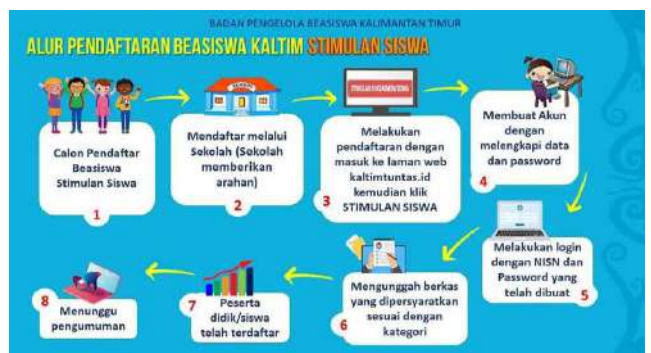 BADAN PENGELOLA BEASISWA KALIMANTAN TIMUR
ALUR PENDAFTARAN BEASISWA KALTIM STIMULAN SISWA
Calon Pendaftar
Beasiswa
Stimulan Siswa
1
Mendaftar melalui
Sekolah (Sekolah
memberikan
arahan)
2
Melakukan
pendaftaran dengan
masuk ke laman web
kaltimtuntas.id
kemudian klik
STIMULAN SISWA
3
Membuat Akun
dengan
melengkapi data
dan password
4
Melakukan login
dengan NISN dan
Password yang
telah dibuat
5
Mengunggah berkas
yang dipersyaratkan
sesuai dengan
kategori
6
Peserta
didik/siswa
telah terdaftar
7
Menunggu
pengumuman
8